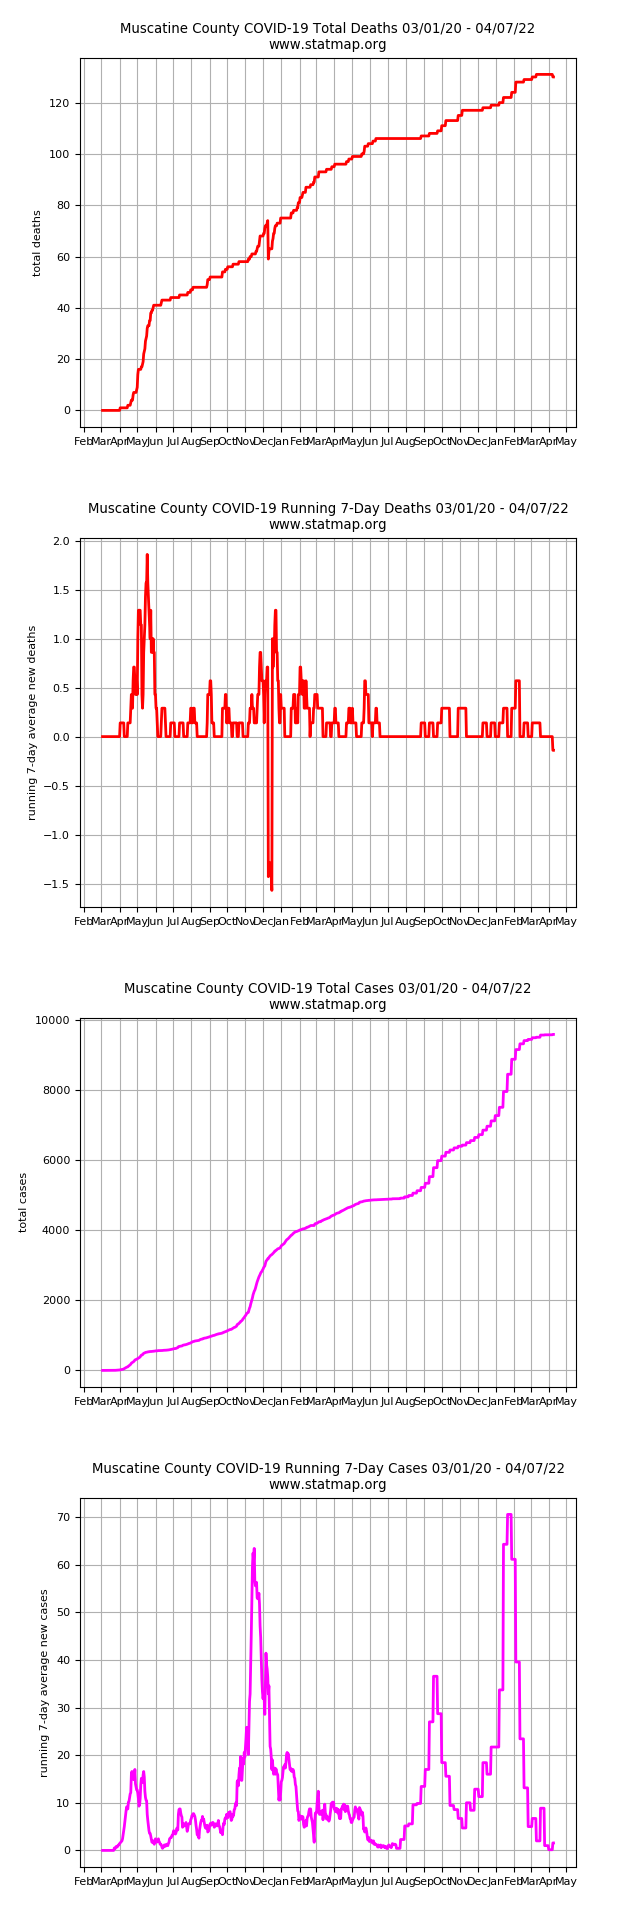 Muscatine County COVID-19 Total Deaths 03/01/20 - 04/07/22
www.statmap.org
total deaths
120
100
80
60
40
20
0
Feb Mar Apr May Jun Jul Aug Sep Oct Nov Dec Jan Feb Mar Apr May Jun Jul Aug Sep Oct Nov Dec Jan Feb Mar Apr May
Muscatine County COVID-19 Running 7-Day Deaths 03/01/20 - 04/07/22
www.statmap.org
running 7-day average new deaths
2.0
1.5
1.0
0.5
0.0
−0.5
−1.0
−1.5
Feb Mar Apr May Jun Jul Aug Sep Oct Nov Dec Jan Feb Mar Apr May Jun Jul Aug Sep Oct Nov Dec Jan Feb Mar Apr May
Muscatine County COVID-19 Total Cases 03/01/20 - 04/07/22
www.statmap.org
total cases
10000
8000
6000
4000
2000
0
Feb Mar Apr May Jun Jul Aug Sep Oct Nov Dec Jan Feb Mar Apr May Jun Jul Aug Sep Oct Nov Dec Jan Feb Mar Apr May
Muscatine County COVID-19 Running 7-Day Cases 03/01/20 - 04/07/22
www.statmap.org
running 7-day average new cases
70
60
50
40
30
20
10
0
Feb Mar Apr May Jun Jul Aug Sep Oct Nov Dec Jan Feb Mar Apr May Jun Jul Aug Sep Oct Nov Dec Jan Feb Mar Apr May